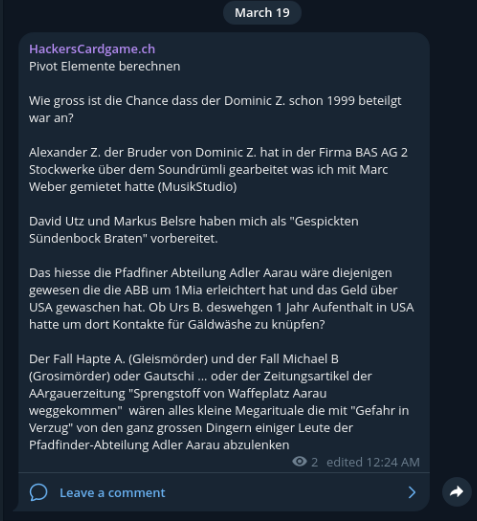 March 19
HackersCardgame.ch
Pivot Elemente berechnen
Wie gross ist die Chance dass der Dominic Z. schon 1999 beteilgt
war an?
Alexander Z. der Bruder von Dominic Z. hat in der Firma BAS AG 2
Stockwerke über dem Soundrümli gearbeitet was ich mit Marc
Weber gemietet hatte (MusikStudio)
David Utz und Markus Belsre haben mich als "Gespickten
Sündenbock Braten" vorbereitet.
Das hiesse die Pfadfiner Abteilung Adler Aarau wäre diejenigen
gewesen die die ABB um 1Mia erleichtert hat und das Geld über
USA gewaschen hat. Ob Urs B. deswehgen 1 Jahr Aufenthalt in USA
hatte um dort Kontakte für Gäldwäshe zu knüpfen?
Der Fall Hapte A. (Gleismörder) und der Fall Michael B
(Grosimörder) oder Gautschi ... oder der Zeitungsartikel der
AArgauerzeitung "Sprengstoff von Waffeplatz Aarau
weggekommen" wären alles kleine Megarituale die mit "Gefahr in
Verzug" von den ganz grossen Dingern einiger Leute der
Pfadfinder-Abteilung Adler Aarau abzulenken
2 edited 12:24 AM
Leave a comment